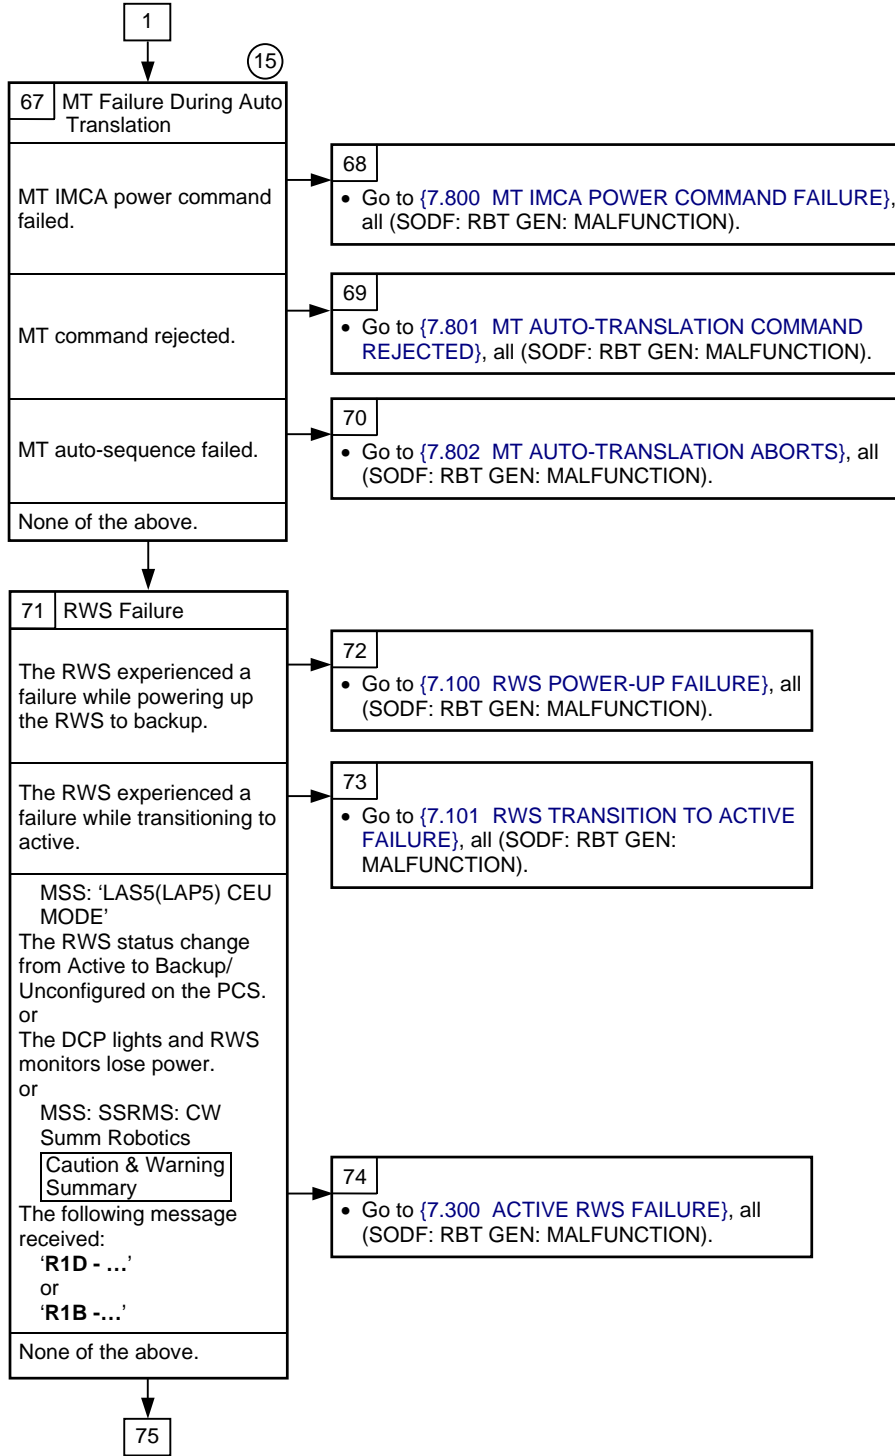 1
15
67 MT Failure During Auto
Translation
MT IMCA power command
failed.
68
• Go to {7.800 MT IMCA POWER COMMAND FAILURE},
all (SODF: RBT GEN: MALFUNCTION).
MT command rejected.
69
• Go to {7.801 MT AUTO-TRANSLATION COMMAND
REJECTED}, all (SODF: RBT GEN: MALFUNCTION).
MT auto-sequence failed.
70
• Go to {7.802 MT AUTO-TRANSLATION ABORTS}, all
(SODF: RBT GEN: MALFUNCTION).
None of the above.
71 RWS Failure
The RWS experienced a
failure while powering up
the RWS to backup.
72
• Go to {7.100 RWS POWER-UP FAILURE}, all
(SODF: RBT GEN: MALFUNCTION).
The RWS experienced a
failure while transitioning to
active.
73
• Go to {7.101 RWS TRANSITION TO ACTIVE
FAILURE}, all (SODF: RBT GEN:
MALFUNCTION).
MSS: ‘LAS5(LAP5) CEU
MODE’
The RWS status change
from Active to Backup/
Unconfigured on the PCS.
or
The DCP lights and RWS
monitors lose power.
or
MSS: SSRMS: CW
Summ Robotics
Caution & Warning
Summary
The following message
received:
‘R1D - …’
or
‘R1B -…’
74
• Go to {7.300 ACTIVE RWS FAILURE}, all
(SODF: RBT GEN: MALFUNCTION).
None of the above.
75